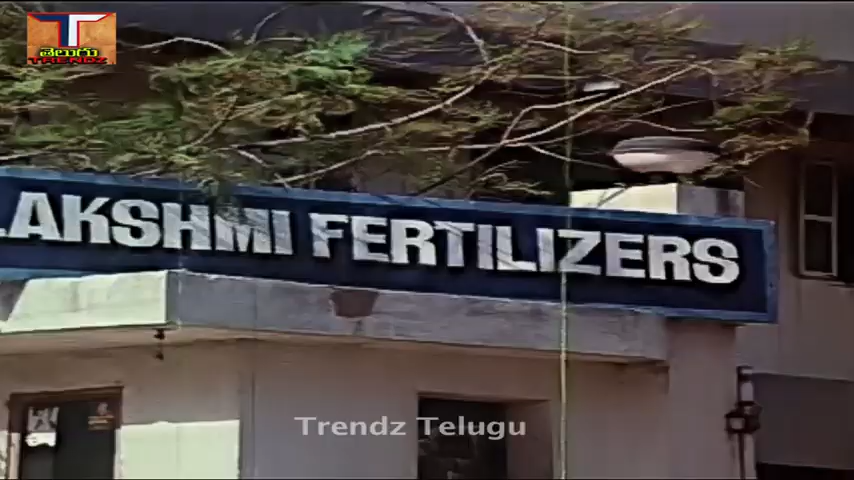 T
తెలుగు
TRENDZ
LAKSHMI FERTILIZERS
Trendz Telugu